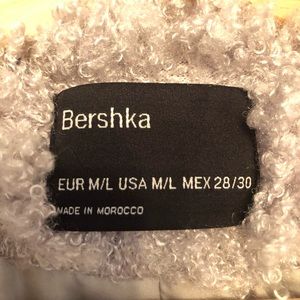 Bershka
EUR M/L USA M/L MEX 28/30
MADE IN MOROCCO